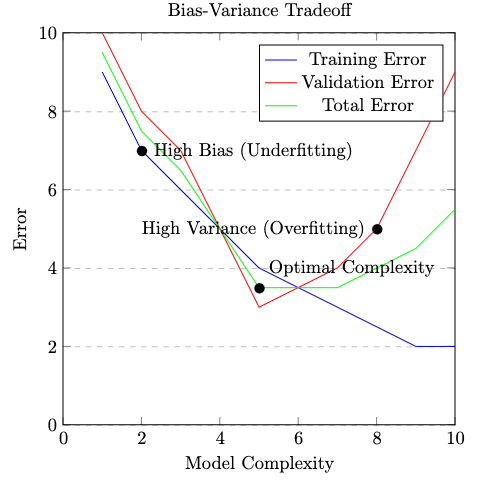 Bias-Variance Tradeoff
10
Training Error
Validation Error
Total Error
8
High Bias (Underfitting)
6
High Variance (Overfitting)
Error
4
Optimal Complexity
2
0
0 2 4 6 8 10
Model Complexity